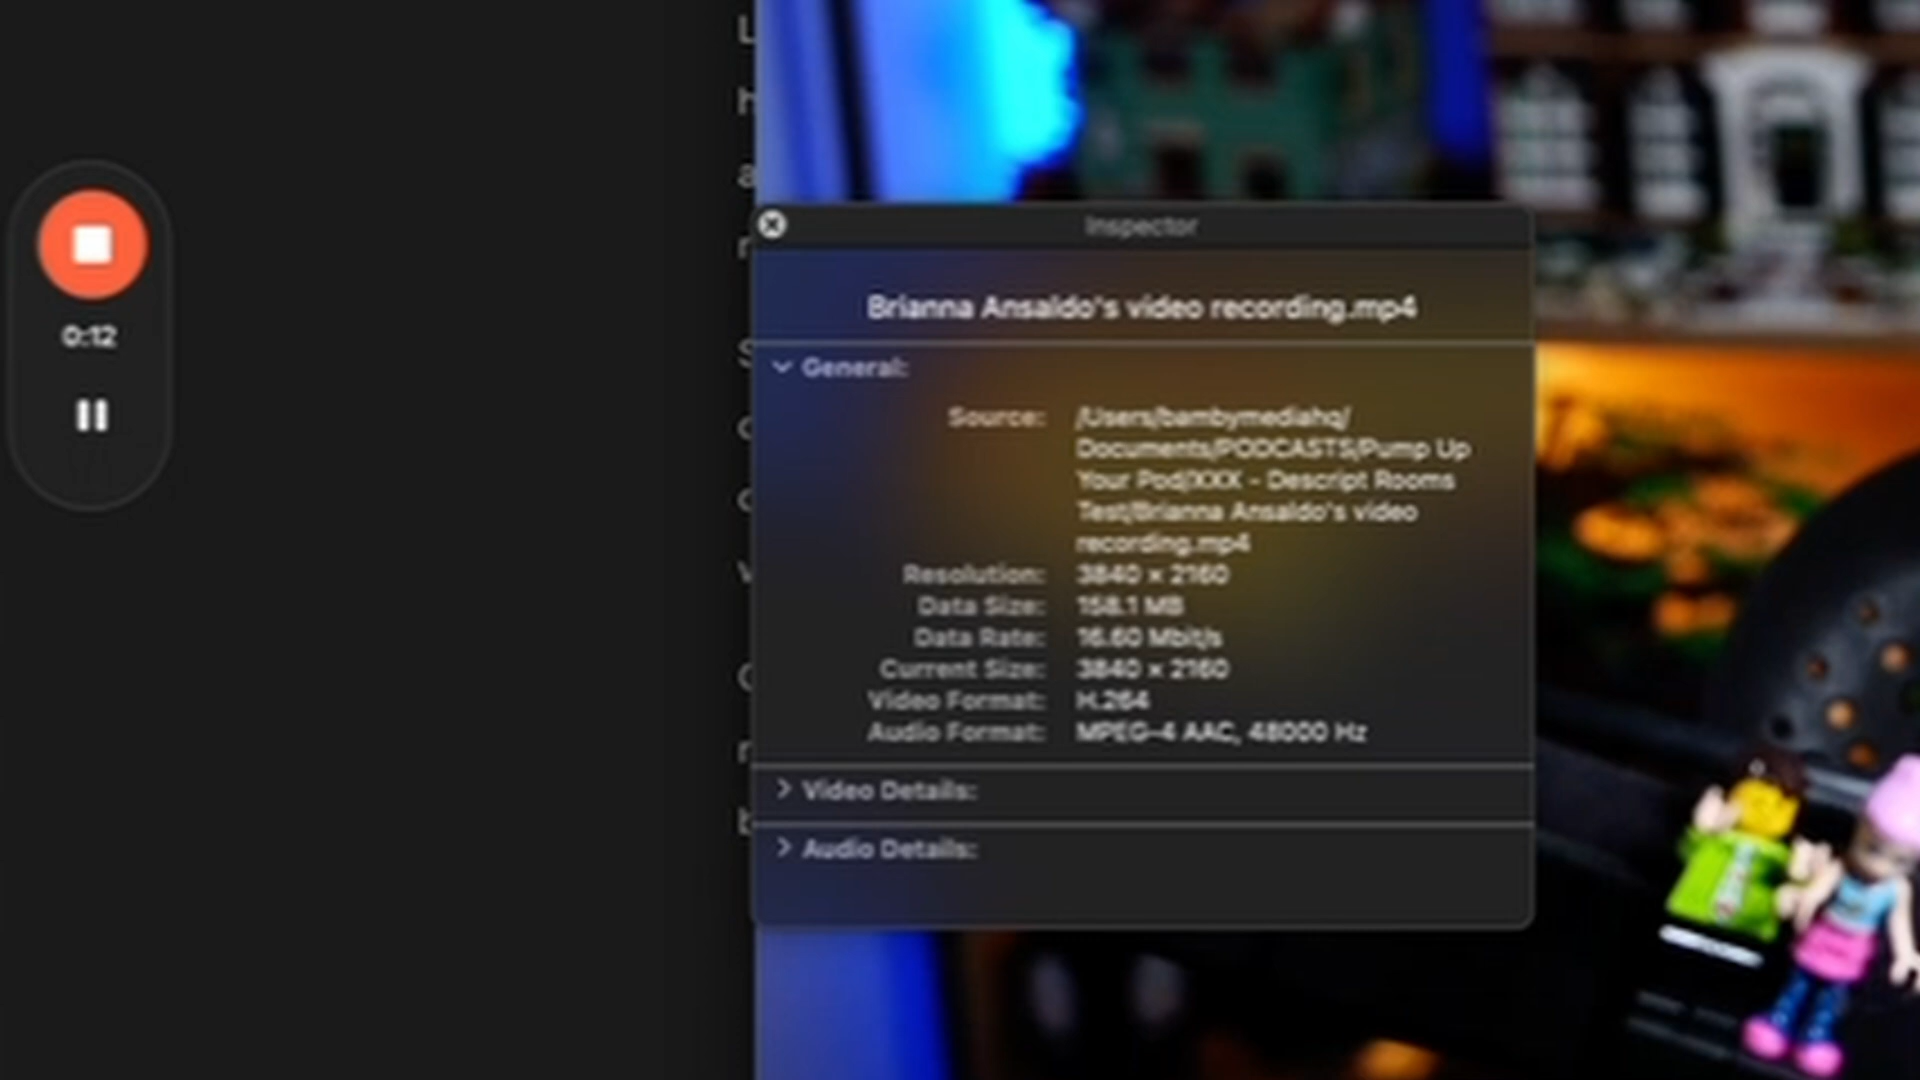 Inspector
Brianna Ansaldo's video recording.mp4
General:
Source: /Users/bambymediahq/
Documents/PODCASTS/Pump Up
Your Pod/XXX - Descript Rooms
Test/Brianna Ansaldo's video
recording.mp4
Resolution: 3840 × 2160
Data Size: 158.1 MB
Data Rate: 16.60 Mbit/s
Current Size: 3840 × 2160
Video Format: H.264
Audio Format: MPEG-4 AAC, 48000 Hz
Video Details:
Audio Details:
0:12